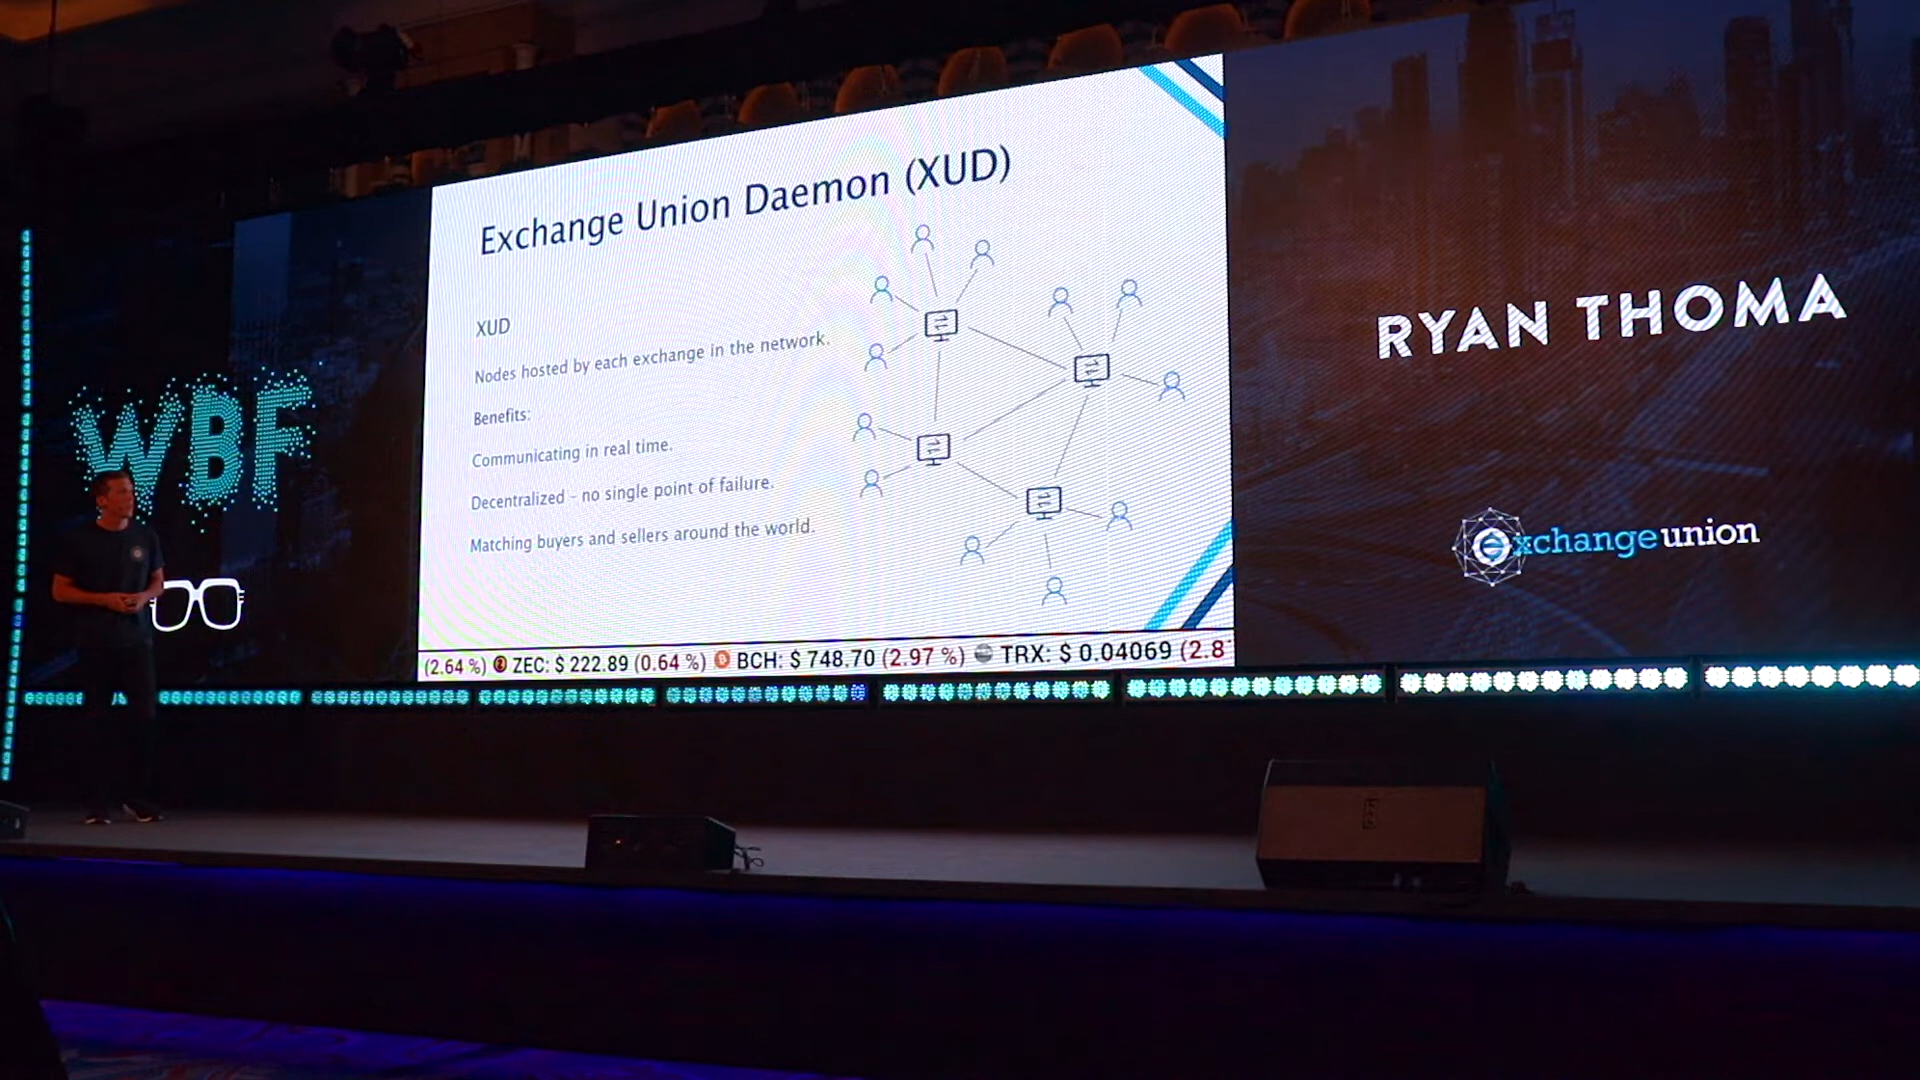 Exchange Union Daemon (XUD)
XUD
Nodes hosted by each exchange in the network.
Benefits:
Communicating in real time.
Decentralized - no single point of failure.
Matching buyers and sellers around the world.
(2.64 %) ZEC: $ 222.89 (0.64 %) BCH: $ 748.70 (2.97 %) TRX: $ 0.04069 (2.8
WBF
RYAN THOMA
exchange union